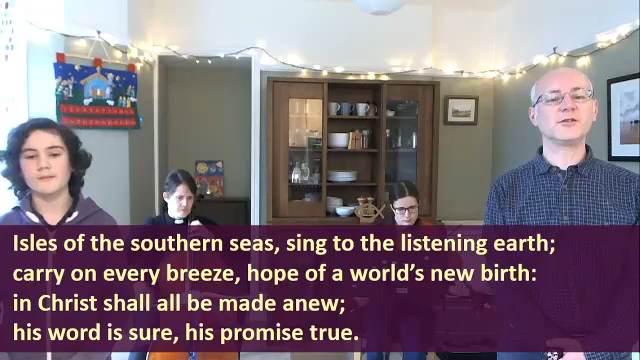 Isles of the southern seas, sing to the listening earth;
carry on every breeze, hope of a world's new birth:
in Christ shall all be made anew;
his word is sure, his promise true.